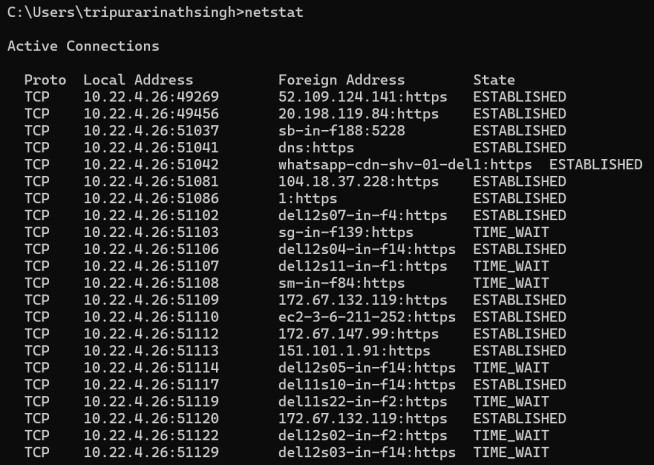 C:\Users\tripurarinathsingh>netstat
Active Connections
Proto  Local Address          Foreign Address        State
TCP    10.22.4.26:49269       52.109.124.141:https   ESTABLISHED
TCP    10.22.4.26:49456       20.198.119.84:https    ESTABLISHED
TCP    10.22.4.26:51037       sb-in-f188:5228        ESTABLISHED
TCP    10.22.4.26:51041       dns:https              ESTABLISHED
TCP    10.22.4.26:51042       whatsapp-cdn-shv-01-del1:https  ESTABLISHED
TCP    10.22.4.26:51081       104.18.37.228:https    ESTABLISHED
TCP    10.22.4.26:51086       1:https                ESTABLISHED
TCP    10.22.4.26:51102       del12s07-in-f4:https   ESTABLISHED
TCP    10.22.4.26:51103       sg-in-f139:https       TIME_WAIT
TCP    10.22.4.26:51106       del12s04-in-f14:https  ESTABLISHED
TCP    10.22.4.26:51107       del12s11-in-f1:https   TIME_WAIT
TCP    10.22.4.26:51108       sm-in-f84:https        TIME_WAIT
TCP    10.22.4.26:51109       172.67.132.119:https   ESTABLISHED
TCP    10.22.4.26:51110       ec2-3-6-211-252:https  ESTABLISHED
TCP    10.22.4.26:51112       172.67.147.99:https    ESTABLISHED
TCP    10.22.4.26:51113       151.101.1.91:https     ESTABLISHED
TCP    10.22.4.26:51114       del12s05-in-f14:https  TIME_WAIT
TCP    10.22.4.26:51117       del11s10-in-f14:https  ESTABLISHED
TCP    10.22.4.26:51119       del11s22-in-f2:https   TIME_WAIT
TCP    10.22.4.26:51120       172.67.132.119:https   ESTABLISHED
TCP    10.22.4.26:51122       del12s02-in-f2:https   TIME_WAIT
TCP    10.22.4.26:51129       del12s03-in-f14:https  TIME_WAIT